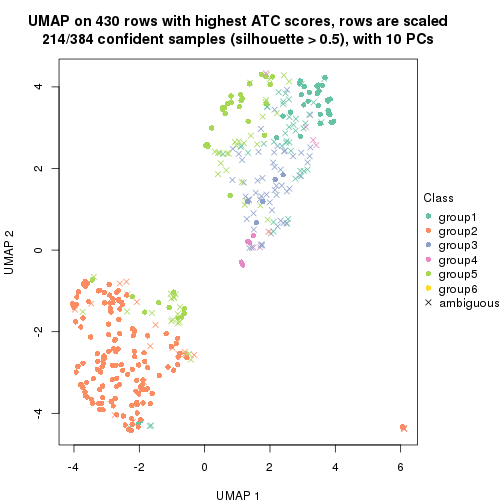 UMAP on 430 rows with highest ATC scores, rows are scaled
214/384 confident samples (silhouette > 0.5), with 10 PCs
4
2
0
-2
-4
UMAP 2
-4
-2
0
2
4
6
UMAP 1
Class
group1
group2
group3
group4
group5
group6
ambiguous